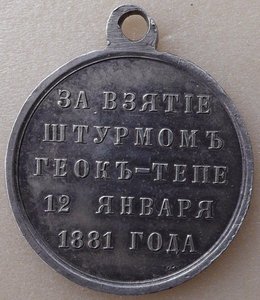 ЗА ВЗЯТІЕ
ШТУРМОМЪ
ГЕОКЪ-ТЕПЕ
12 ЯНВАРЯ
1881 ГОДА